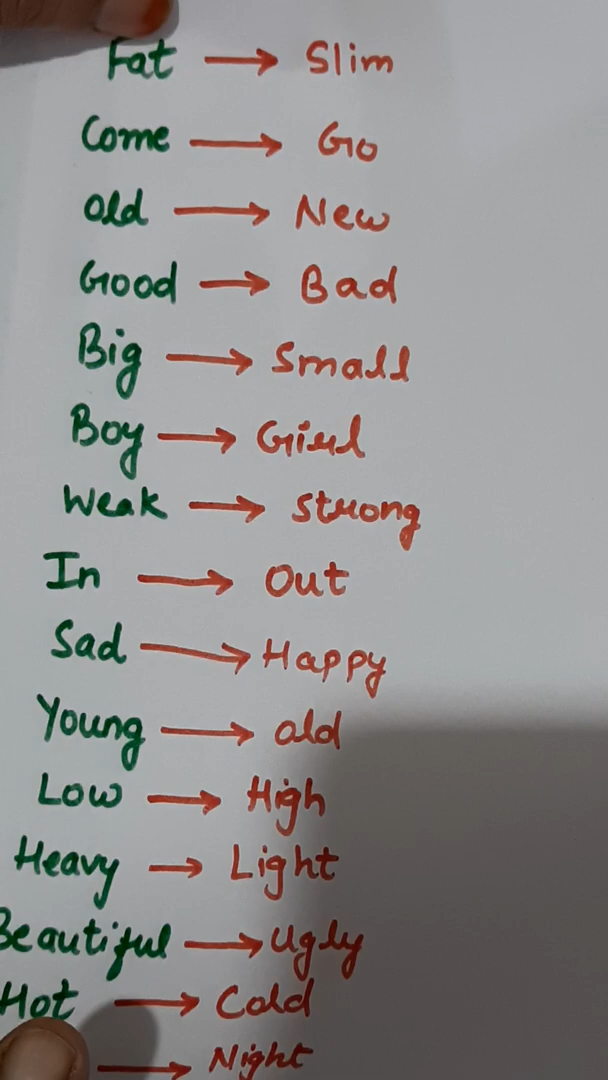 Fat → Slim
Come → Go
Old → New
Good → Bad
Big → Small
Boy → Girl
Weak → Strong
In → Out
Sad → Happy
Young → old
Low → High
Heavy → Light
Beautiful → Ugly
Hot → Cold
→ Night